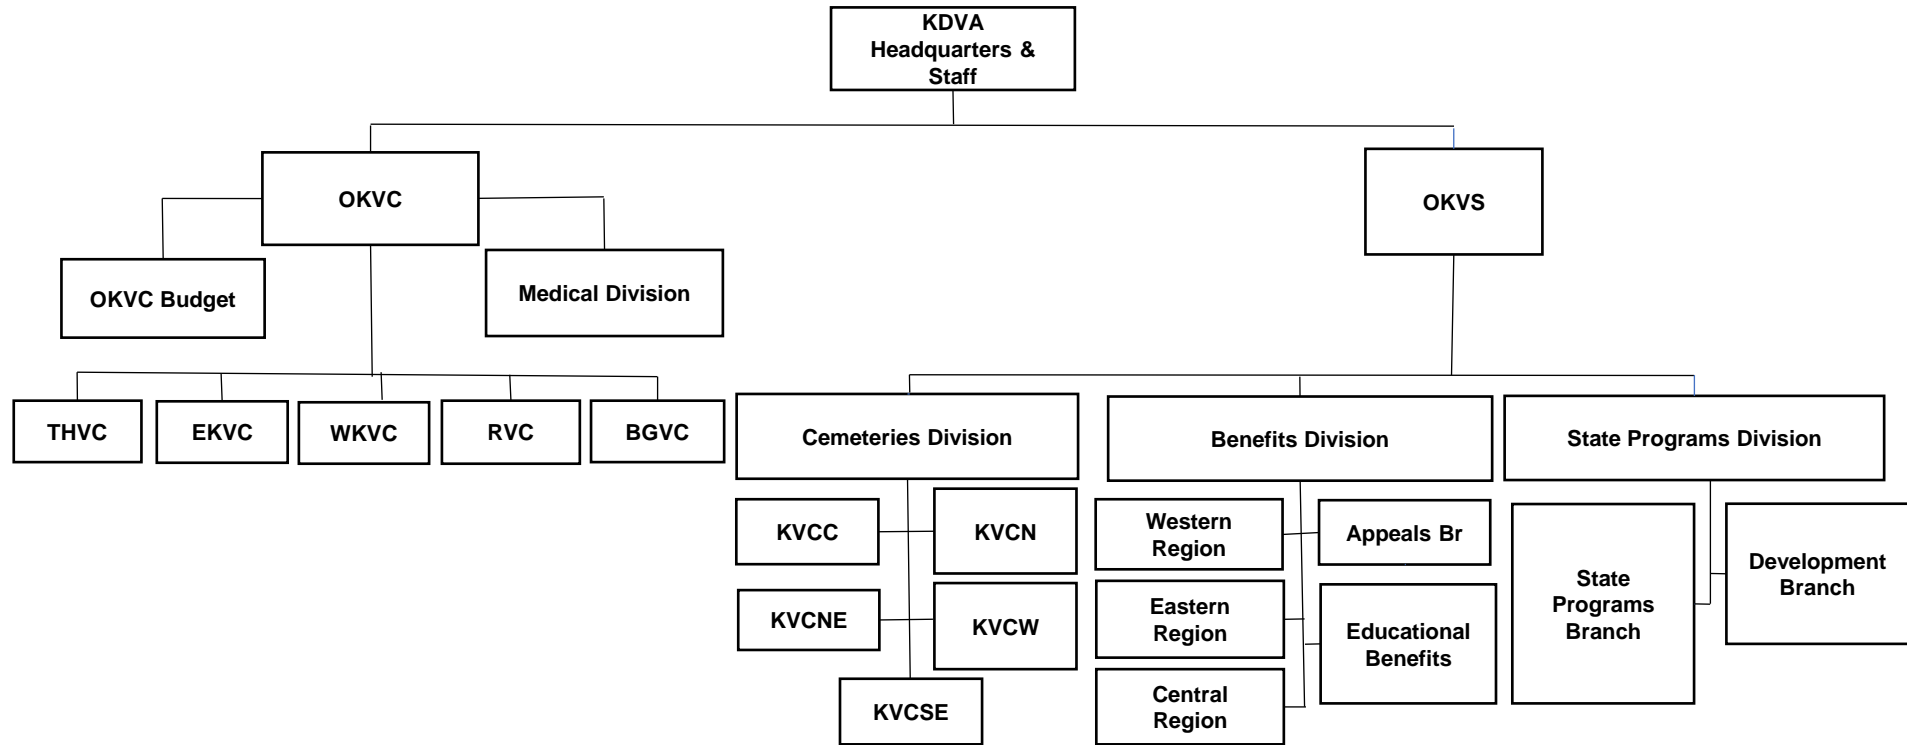 KDVA
Headquarters &
Staff
OKVC
OKVS
OKVC Budget
Medical Division
THVC
EKVC
WKVC
RVC
BGVC
Cemeteries Division
Benefits Division
State Programs Division
KVCC
KVCN
KVCNE
KVCW
KVCSE
Western
Region
Appeals Br
Eastern
Region
Educational
Benefits
Central
Region
State
Programs
Branch
Development
Branch